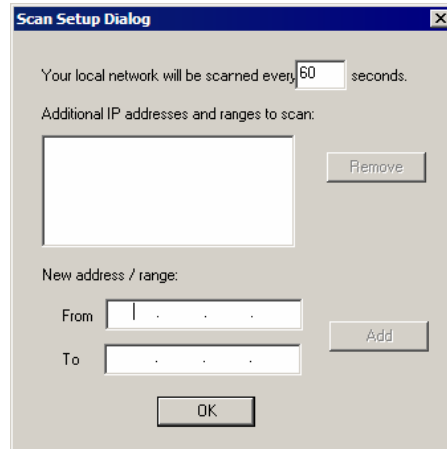 Scan Setup Dialog
Your local network will be scanned every 60 seconds.
Additional IP addresses and ranges to scan:
Remove
New address / range:
From . . .
Add
To . . .
OK